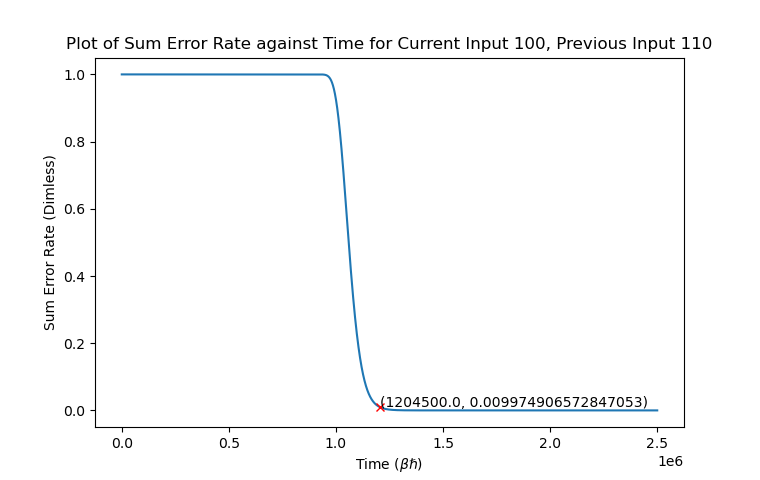 Plot of Sum Error Rate against Time for Current Input 100, Previous Input 110
Sum Error Rate (Dimless)
1.0
0.8
0.6
0.4
0.2
0.0
(1204500.0, 0.009974906572847053)
0.0 0.5 1.0 1.5 2.0 2.5
1e6
Time (βℏ)